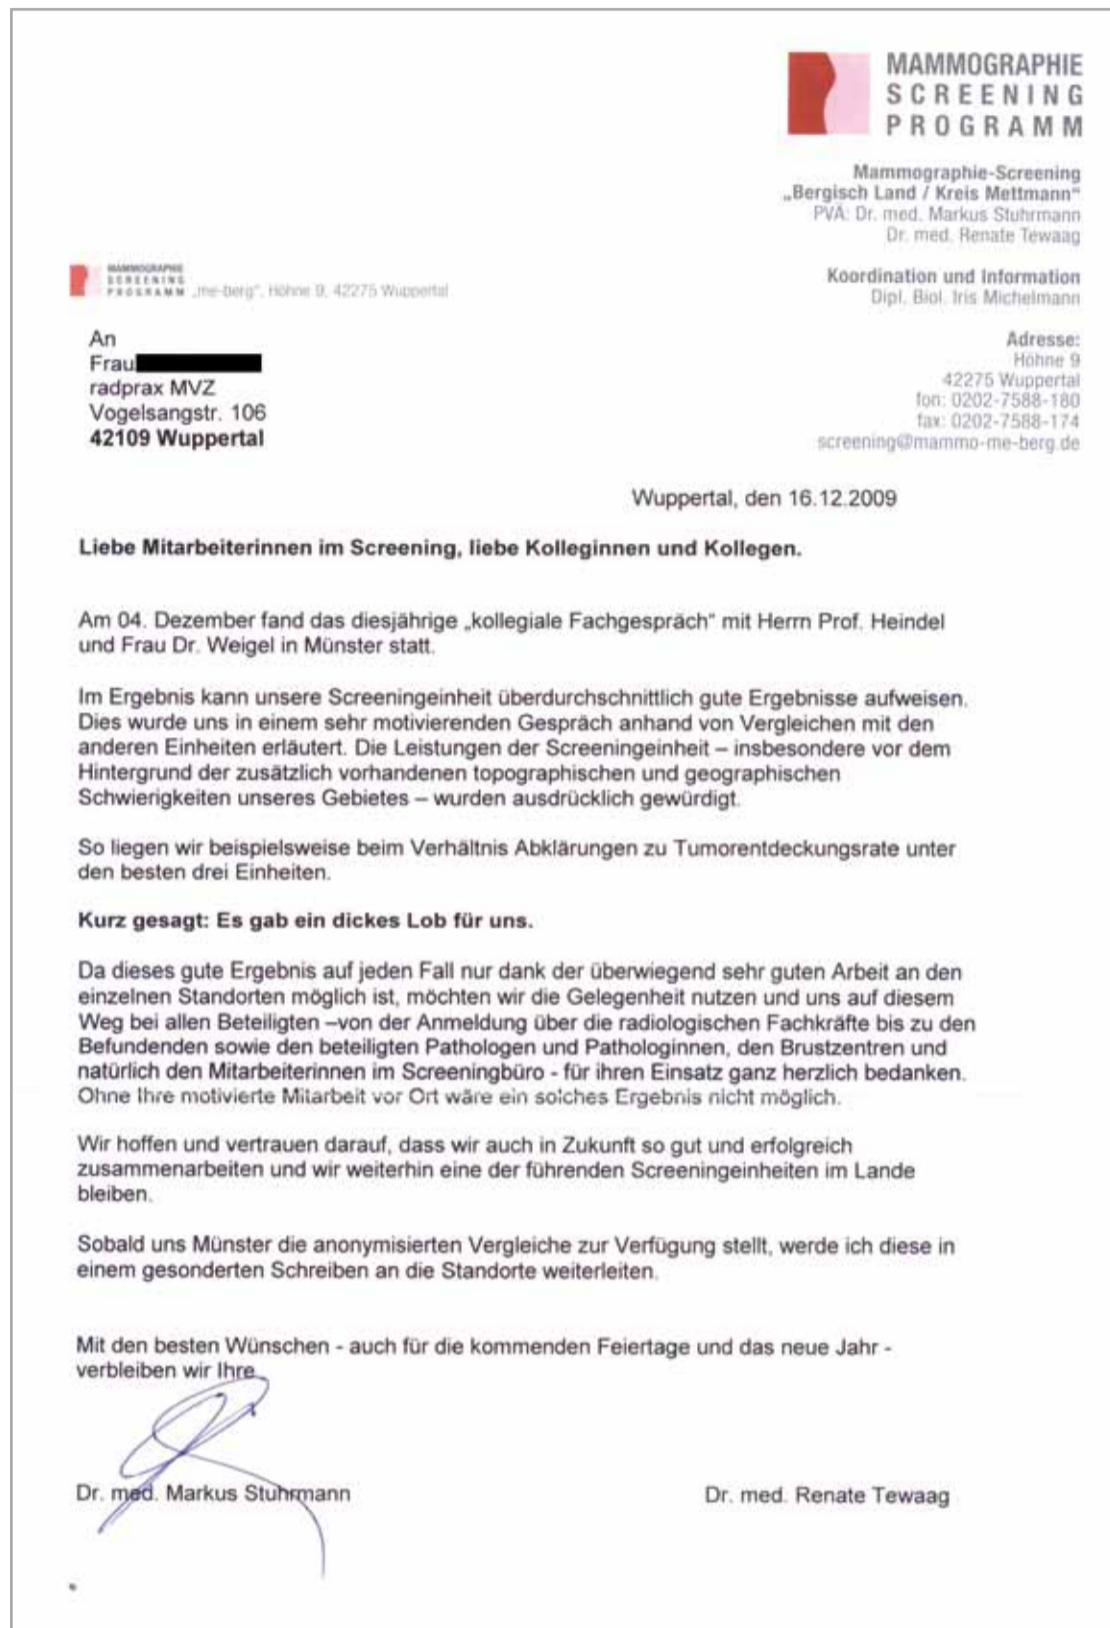 MAMMOGRAPHIE
SCREENING
PROGRAMM
Mammographie-Screening
„Bergisch Land / Kreis Mettmann“
PVÄ: Dr. med. Markus Stuhrmann
Dr. med. Renate Tewaag
Koordination und Information
Dipl. Biol. Iris Michelmann
MAMMOGRAPHIE
SCREENING
PROGRAMM „me-berg“, Höhne 9, 42275 Wuppertal
Adresse:
Höhne 9
42275 Wuppertal
fon: 0202-7588-180
fax: 0202-7588-174
screening@mammo-me-berg.de
An
Frau
radprax MVZ
Vogelsangstr. 106
42109 Wuppertal
Wuppertal, den 16.12.2009
Liebe Mitarbeiterinnen im Screening, liebe Kolleginnen und Kollegen.
Am 04. Dezember fand das diesjährige „kollegiale Fachgespräch“ mit Herrn Prof. Heindel
und Frau Dr. Weigel in Münster statt.
Im Ergebnis kann unsere Screeningeinheit überdurchschnittlich gute Ergebnisse aufweisen.
Dies wurde uns in einem sehr motivierenden Gespräch anhand von Vergleichen mit den
anderen Einheiten erläutert. Die Leistungen der Screeningeinheit – insbesondere vor dem
Hintergrund der zusätzlich vorhandenen topographischen und geographischen
Schwierigkeiten unseres Gebietes – wurden ausdrücklich gewürdigt.
So liegen wir beispielsweise beim Verhältnis Abklärungen zu Tumorentdeckungsrate unter
den besten drei Einheiten.
Kurz gesagt: Es gab ein dickes Lob für uns.
Da dieses gute Ergebnis auf jeden Fall nur dank der überwiegend sehr guten Arbeit an den
einzelnen Standorten möglich ist, möchten wir die Gelegenheit nutzen und uns auf diesem
Weg bei allen Beteiligten –von der Anmeldung über die radiologischen Fachkräfte bis zu den
Befundenden sowie den beteiligten Pathologen und Pathologinnen, den Brustzentren und
natürlich den Mitarbeiterinnen im Screeningbüro - für ihren Einsatz ganz herzlich bedanken.
Ohne Ihre motivierte Mitarbeit vor Ort wäre ein solches Ergebnis nicht möglich.
Wir hoffen und vertrauen darauf, dass wir auch in Zukunft so gut und erfolgreich
zusammenarbeiten und wir weiterhin eine der führenden Screeningeinheiten im Lande
bleiben.
Sobald uns Münster die anonymisierten Vergleiche zur Verfügung stellt, werde ich diese in
einem gesonderten Schreiben an die Standorte weiterleiten.
Mit den besten Wünschen - auch für die kommenden Feiertage und das neue Jahr -
verbleiben wir Ihre
Dr. med. Markus Stuhrmann
Dr. med. Renate Tewaag